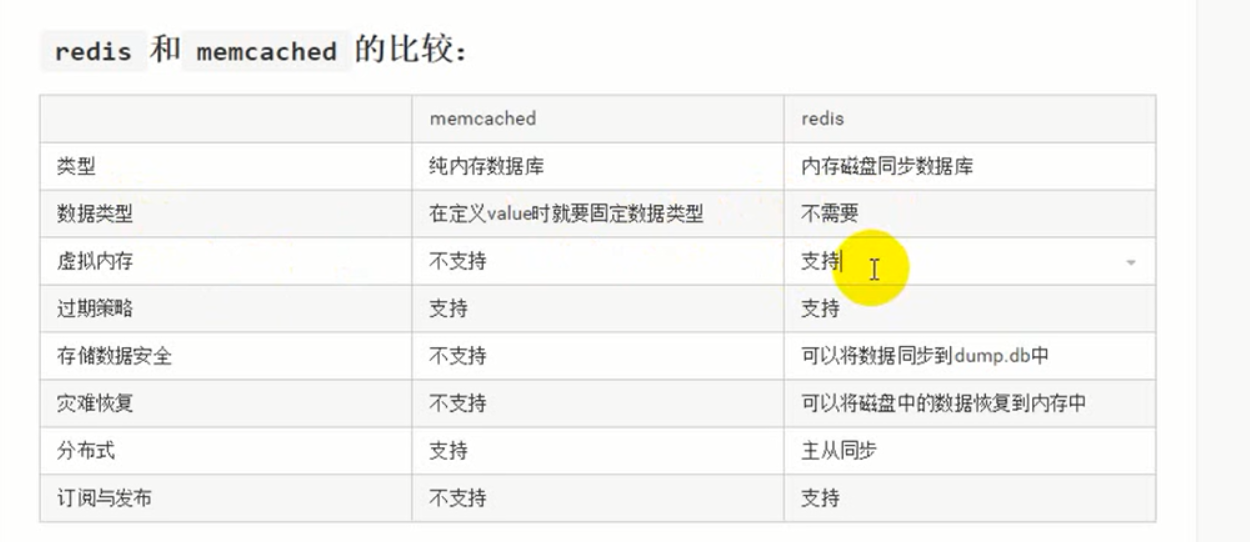 redis 和 memcached 的比较：
memcached redis
类型 纯内存数据库 内存磁盘同步数据库
数据类型 在定义value时就要固定数据类型 不需要
虚拟内存 不支持 支持
过期策略 支持 支持
存储数据安全 不支持 可以将数据同步到dump.db中
灾难恢复 不支持 可以将磁盘中的数据恢复到内存中
分布式 支持 主从同步
订阅与发布 不支持 支持